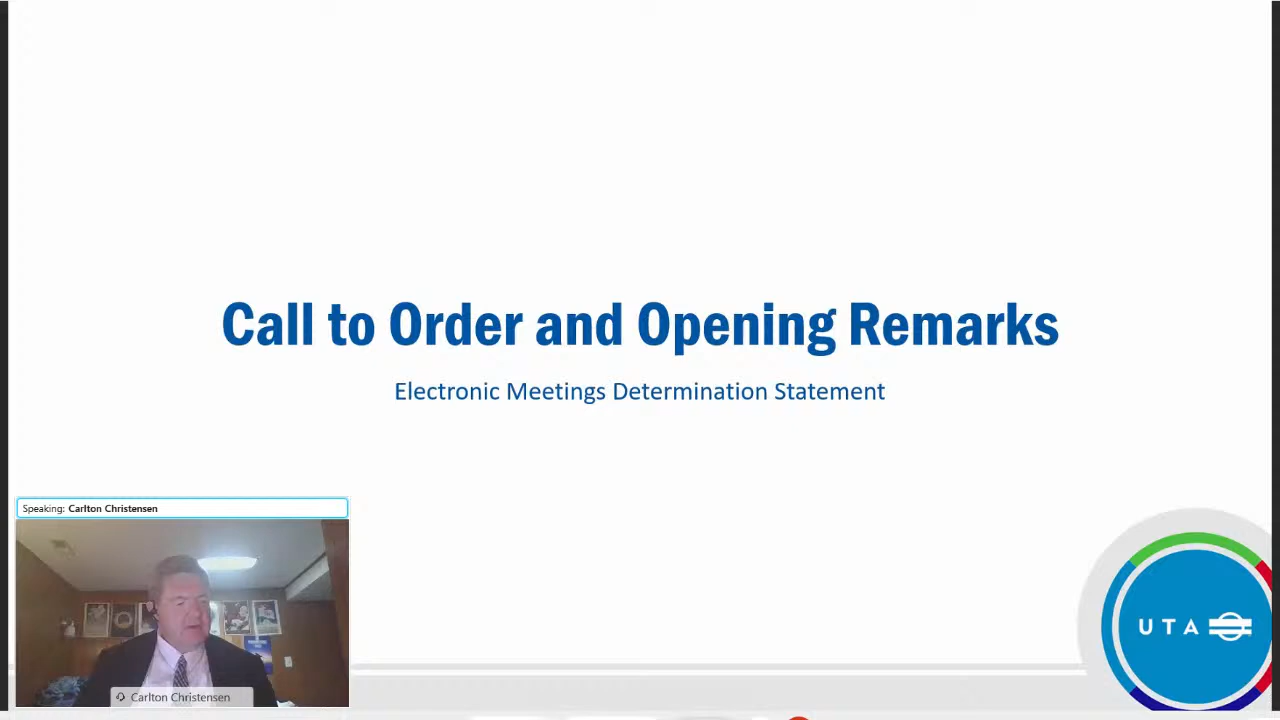 Call to Order and Opening Remarks
Electronic Meetings Determination Statement
Speaking: Carlton Christensen
Carlton Christensen
UTA